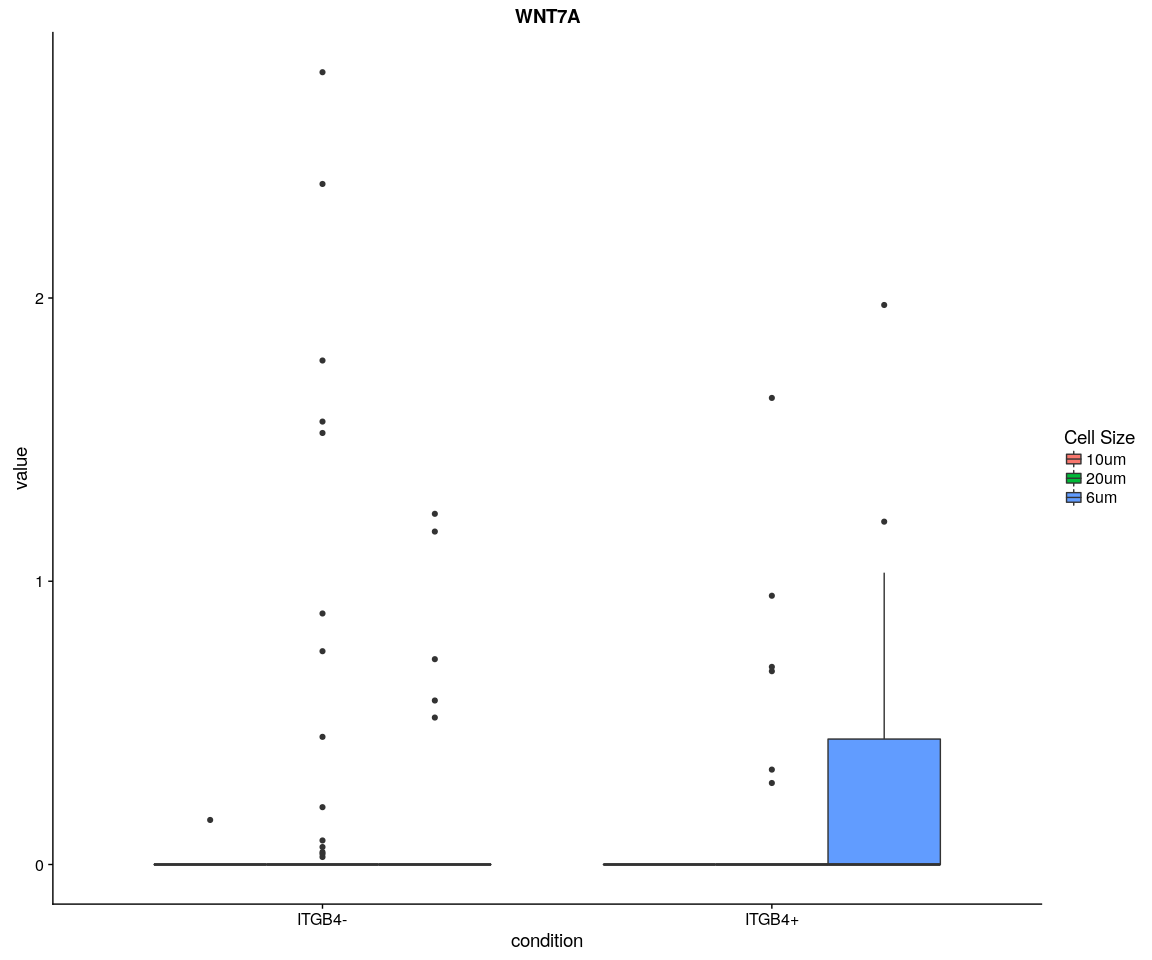 WNT7A
value
2
1
0
ITGB4-
ITGB4+
condition
Cell Size
10um
20um
6um